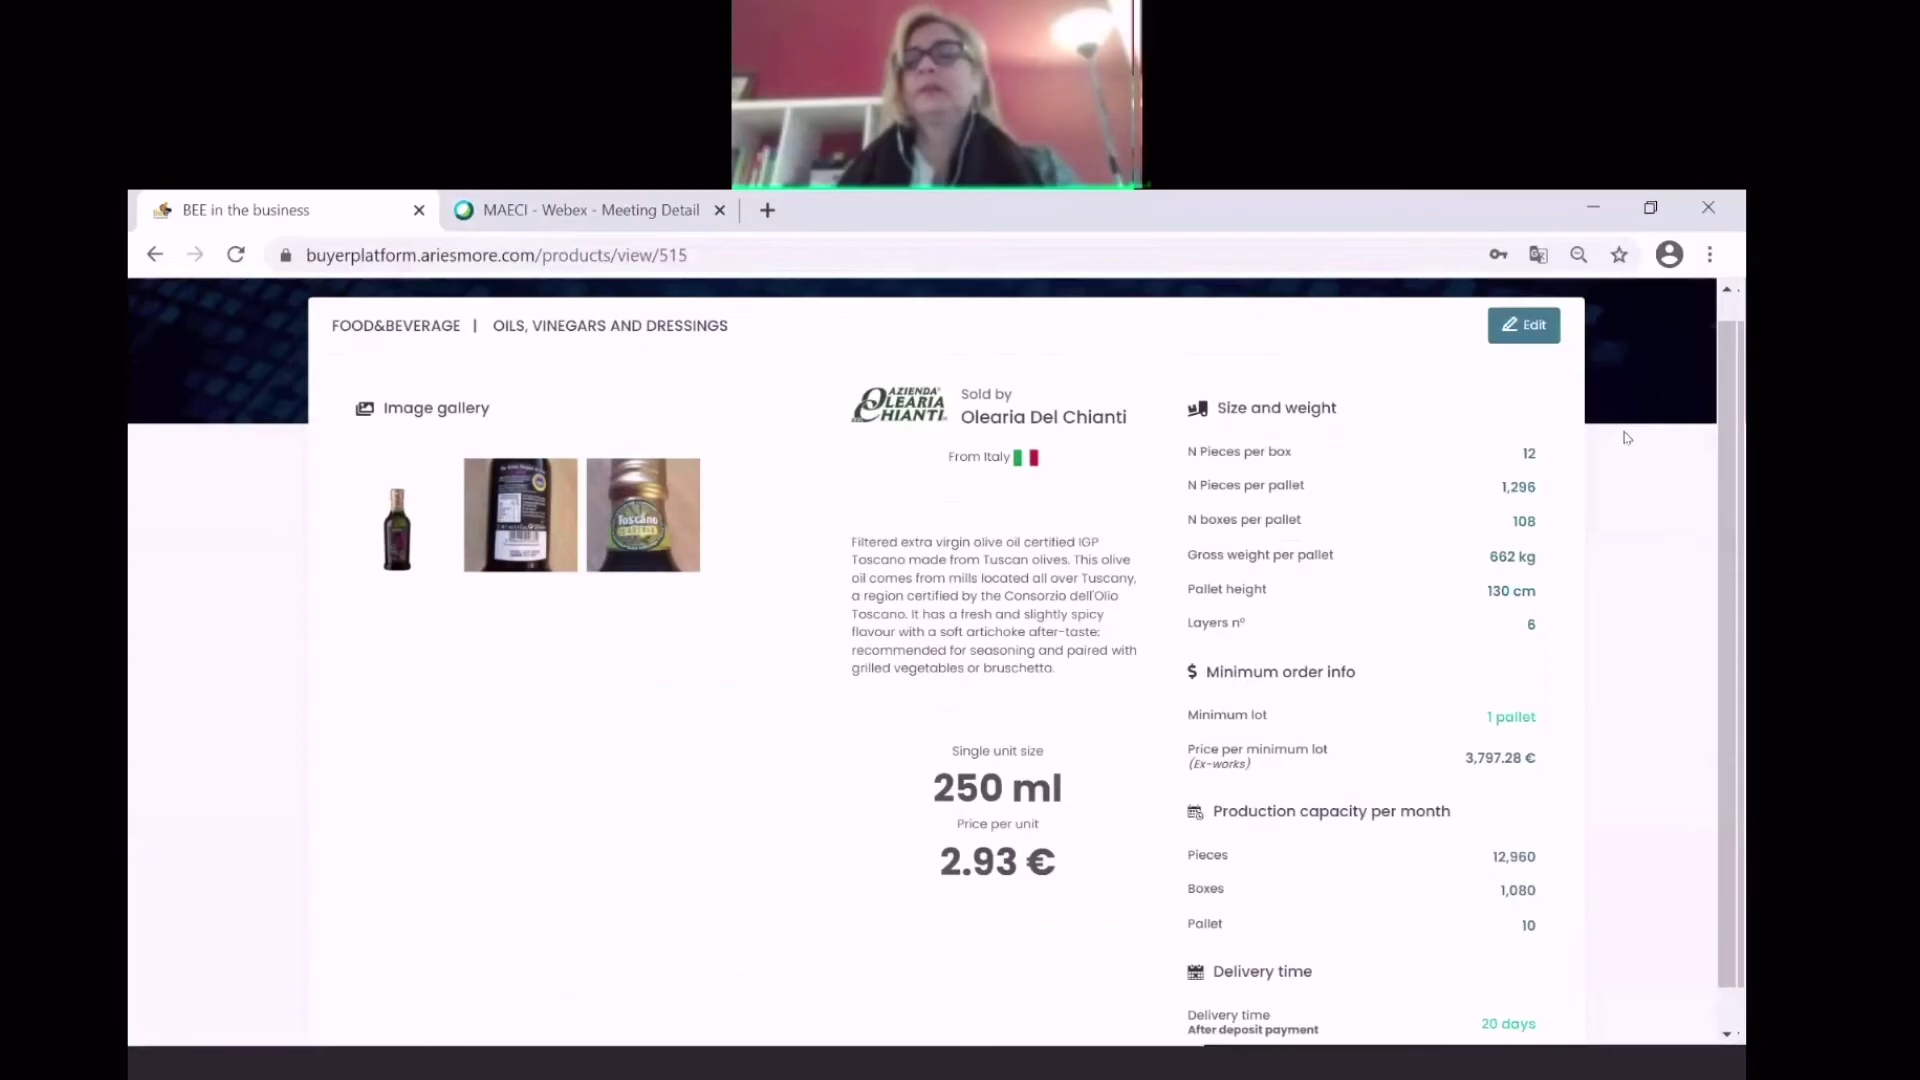 BEE in the business
MAECI - Webex - Meeting Detail
buyerplatform.ariesmore.com/products/view/515
FOOD&BEVERAGE | OILS, VINEGARS AND DRESSINGS
Edit
Image gallery
Toscano
AZIENDA
OLEARIA
CHIANTI
Sold by
Olearia Del Chianti
From Italy
Filtered extra virgin olive oil certified IGP
Toscano made from Tuscan olives. This olive
oil comes from mills located all over Tuscany,
a region certified by the Consorzio dell'Olio
Toscano. It has a fresh and slightly spicy
flavour with a soft artichoke after-taste:
recommended for seasoning and paired with
grilled vegetables or bruschetta.
Single unit size
250 ml
Price per unit
2.93 €
Size and weight
N Pieces per box 12
N Pieces per pallet 1,296
N boxes per pallet 108
Gross weight per pallet 662 kg
Pallet height 130 cm
Layers n° 6
$ Minimum order info
Minimum lot 1 pallet
Price per minimum lot
(Ex-works) 3,797.28 €
Production capacity per month
Pieces 12,960
Boxes 1,080
Pallet 10
Delivery time
Delivery time
After deposit payment 20 days